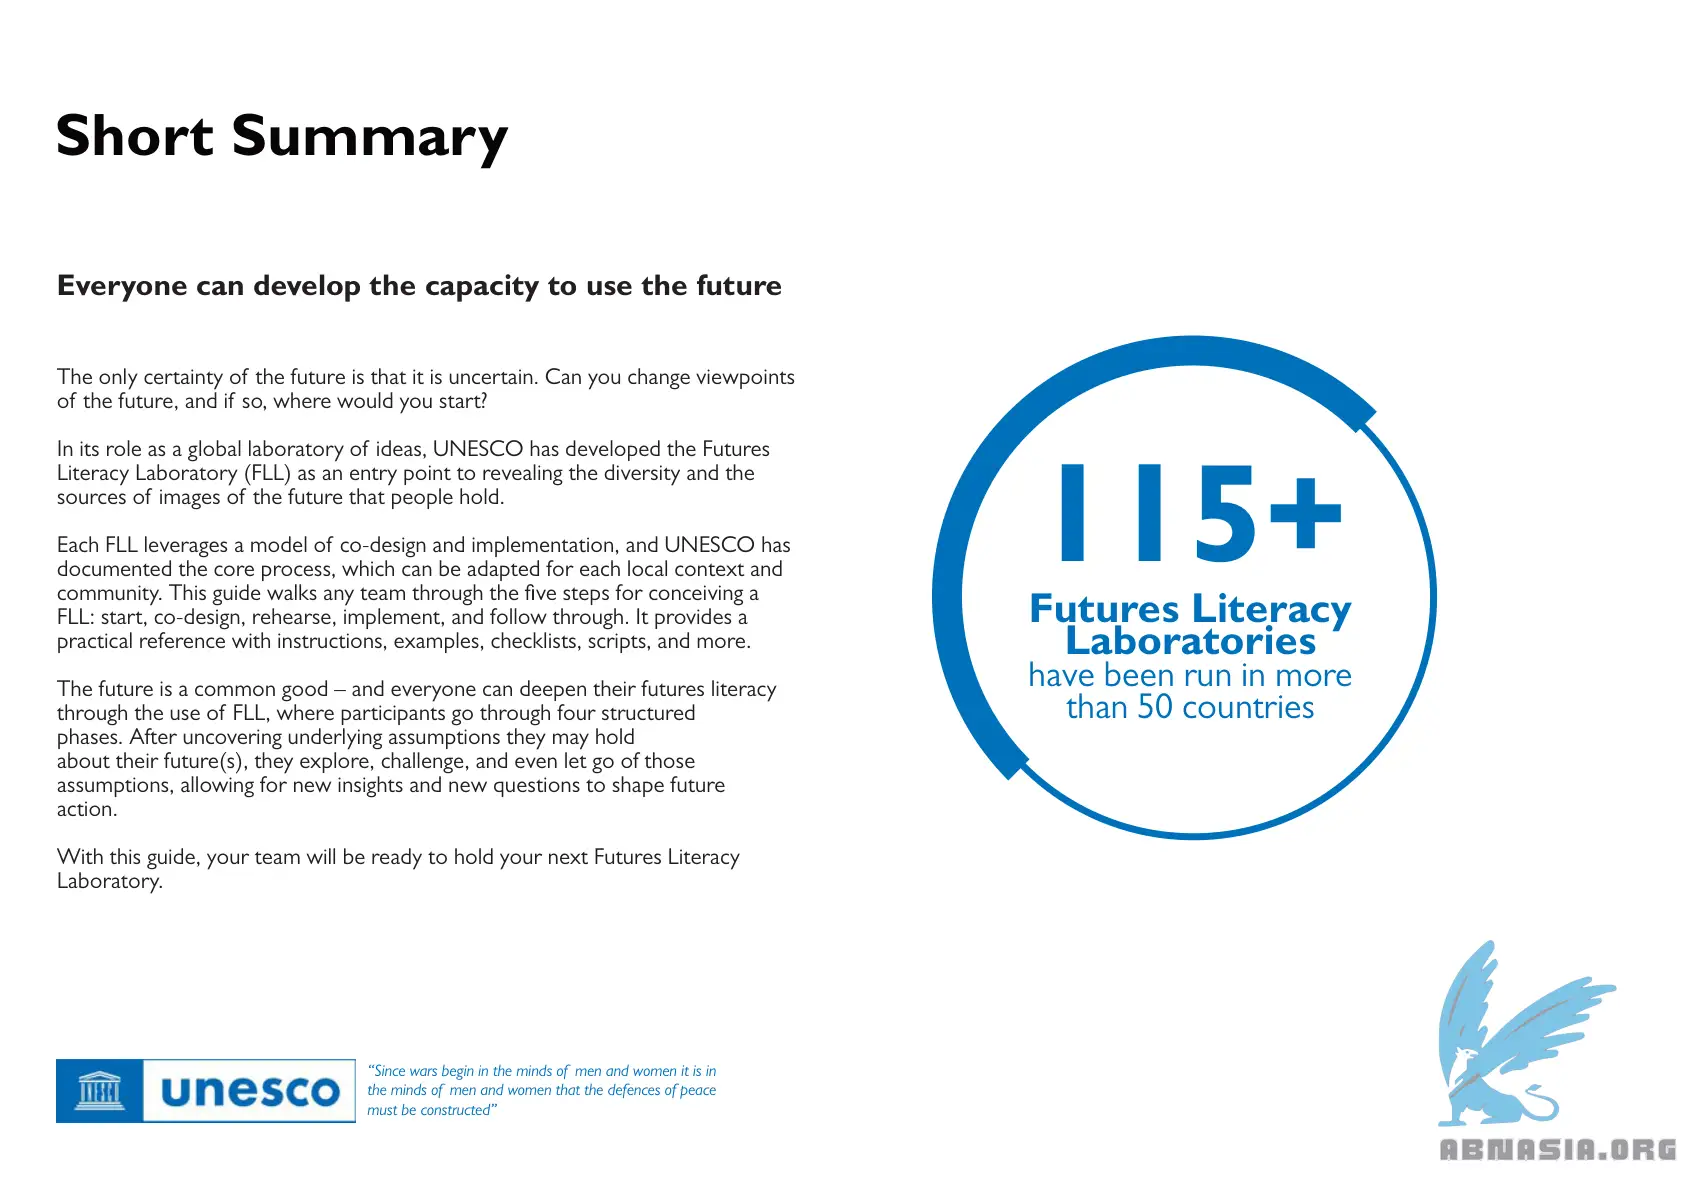 Short Summary
Everyone can develop the capacity to use the future
The only certainty of the future is that it is uncertain. Can you change viewpoints
of the future, and if so, where would you start?
In its role as a global laboratory of ideas, UNESCO has developed the Futures
Literacy Laboratory (FLL) as an entry point to revealing the diversity and the
sources of images of the future that people hold.
Each FLL leverages a model of co-design and implementation, and UNESCO has
documented the core process, which can be adapted for each local context and
community. This guide walks any team through the five steps for conceiving a
FLL: start, co-design, rehearse, implement, and follow through. It provides a
practical reference with instructions, examples, checklists, scripts, and more.
The future is a common good – and everyone can deepen their futures literacy
through the use of FLL, where participants go through four structured
phases. After uncovering underlying assumptions they may hold
about their future(s), they explore, challenge, and even let go of those
assumptions, allowing for new insights and new questions to shape future
action.
With this guide, your team will be ready to hold your next Futures Literacy
Laboratory.
115+
Futures Literacy
Laboratories
have been run in more
than 50 countries
unesco
“Since wars begin in the minds of men and women it is in
the minds of men and women that the defences of peace
must be constructed”
ABNASIA.ORG